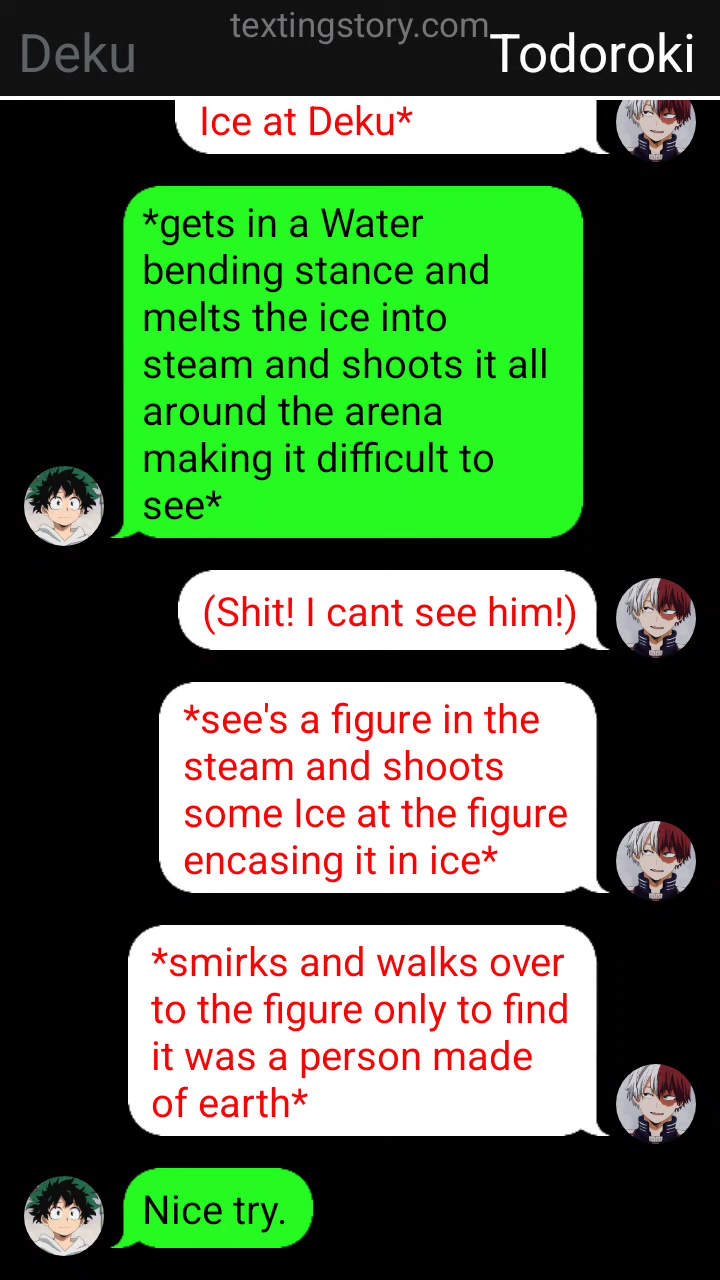 textingstory.com
Deku
Todoroki
Ice at Deku*
*gets in a Water
bending stance and
melts the ice into
steam and shoots it all
around the arena
making it difficult to
see*
(Shit! I cant see him!)
*see's a figure in the
steam and shoots
some Ice at the figure
encasing it in ice*
*smirks and walks over
to the figure only to find
it was a person made
of earth*
Nice try.